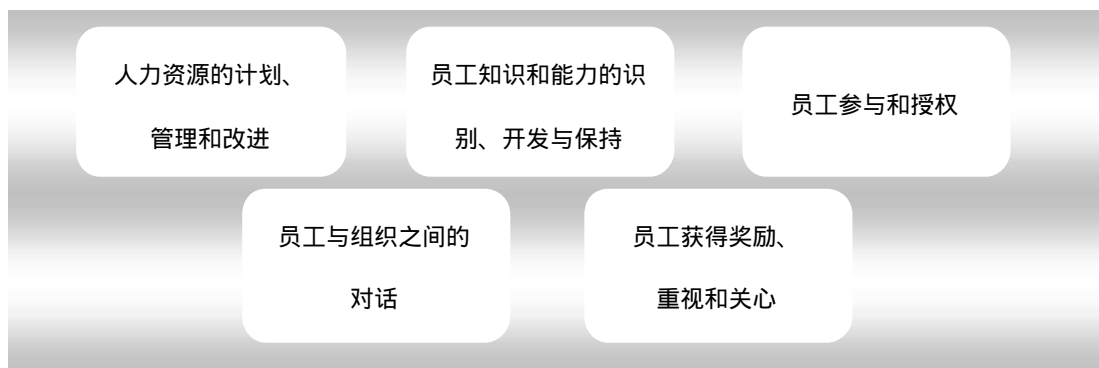 人力资源的计划、
管理和改进
员工知识和能力的识
别、开发与保持
员工参与和授权
员工与组织之间的
对话
员工获得奖励、
重视和关心